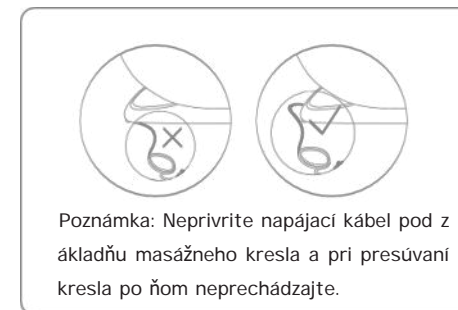 Poznámka: Neprivrite napájací kábel pod z
ákladňu masážneho kresla a pri presúvaní
kresla po ňom neprechádzajte.